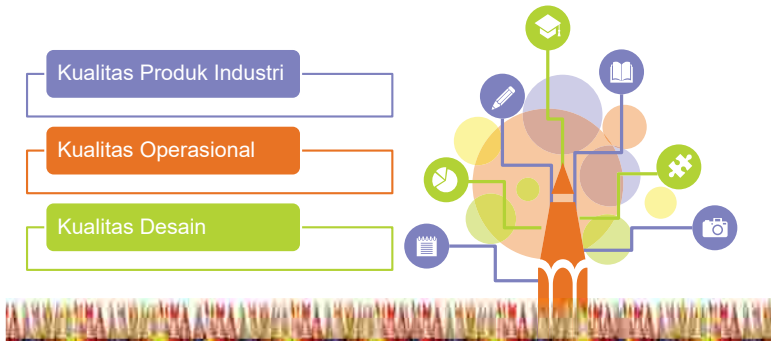 Kualitas Produk Industri
Kualitas Operasional
Kualitas Desain